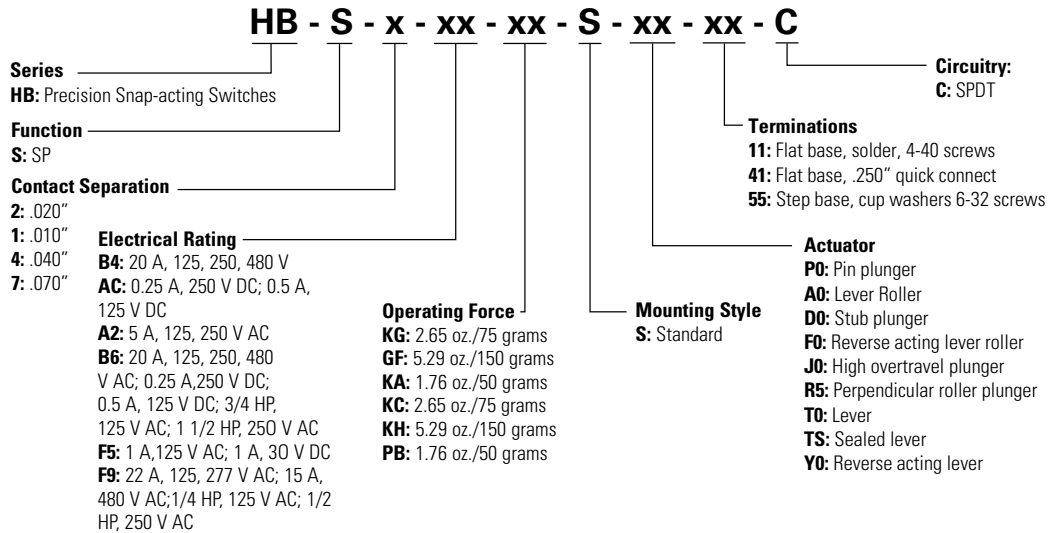 HB - S - x - xx - xx - S - xx - xx - C
Series
HB: Precision Snap-acting Switches
Function
S: SP
Contact Separation
2: .020"
1: .010"
4: .040"
7: .070"
Electrical Rating
B4: 20 A, 125, 250, 480 V
AC: 0.25 A, 250 V DC; 0.5 A,
125 V DC
A2: 5 A, 125, 250 V AC
B6: 20 A, 125, 250, 480
V AC; 0.25 A,250 V DC;
0.5 A, 125 V DC; 3/4 HP,
125 V AC; 1 1/2 HP, 250 V AC
F5: 1 A,125 V AC; 1 A, 30 V DC
F9: 22 A, 125, 277 V AC; 15 A,
480 V AC;1/4 HP, 125 V AC; 1/2
HP, 250 V AC
Operating Force
KG: 2.65 oz./75 grams
GF: 5.29 oz./150 grams
KA: 1.76 oz./50 grams
KC: 2.65 oz./75 grams
KH: 5.29 oz./150 grams
PB: 1.76 oz./50 grams
Mounting Style
S: Standard
Actuator
P0: Pin plunger
A0: Lever Roller
D0: Stub plunger
F0: Reverse acting lever roller
J0: High overtravel plunger
R5: Perpendicular roller plunger
T0: Lever
TS: Sealed lever
Y0: Reverse acting lever
Terminations
11: Flat base, solder, 4-40 screws
41: Flat base, .250" quick connect
55: Step base, cup washers 6-32 screws
Circuitry:
C: SPDT